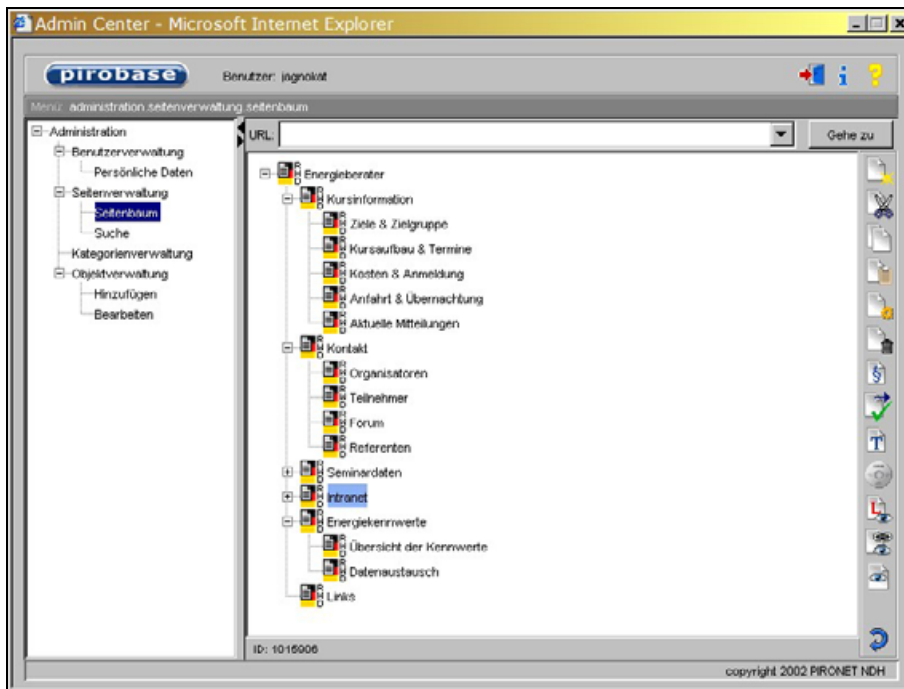 Admin Center - Microsoft Internet Explorer
pirobase
Benutzer: jagnokat
Menü: administration.seitenverwaltung.seitenbaum
Administration
Benutzerverwaltung
Persönliche Daten
Seitenverwaltung
Seitenbaum
Suche
Kategorienverwaltung
Objektverwaltung
Hinzufügen
Bearbeiten
URL:
Gehe zu
Energieberater
Kursinformation
Ziele & Zielgruppe
Kursaufbau & Termine
Kosten & Anmeldung
Anfahrt & Übernachtung
Aktuelle Mitteilungen
Kontakt
Organisatoren
Teilnehmer
Forum
Referenten
Seminardaten
Intranet
Energiekennwerte
Übersicht der Kennwerte
Datenaustausch
Links
ID: 1016906
copyright 2002 PIRONET NDH